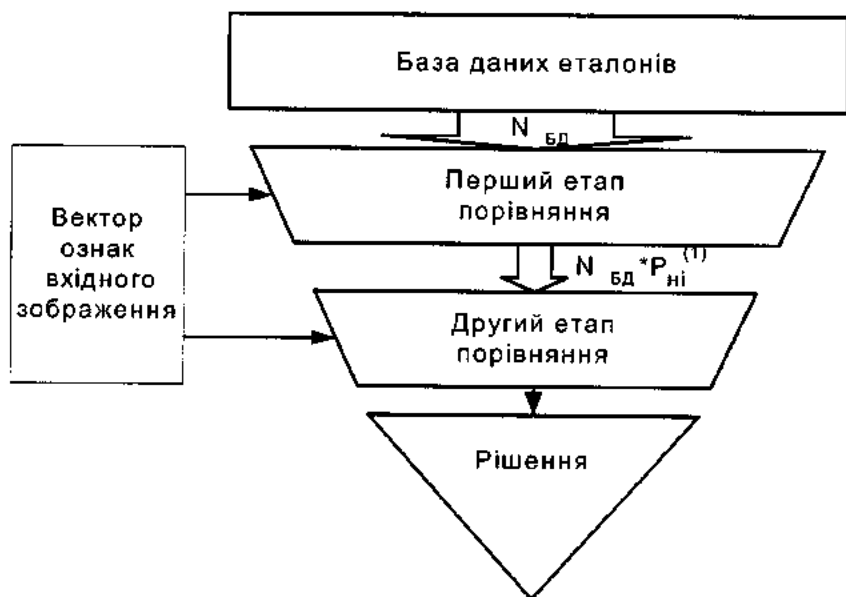 База даних еталонів
N БД
Перший етап
порівняння
Вектор
ознак
вхідного
зображення
N БД *Pні (1)
Другий етап
порівняння
Рішення